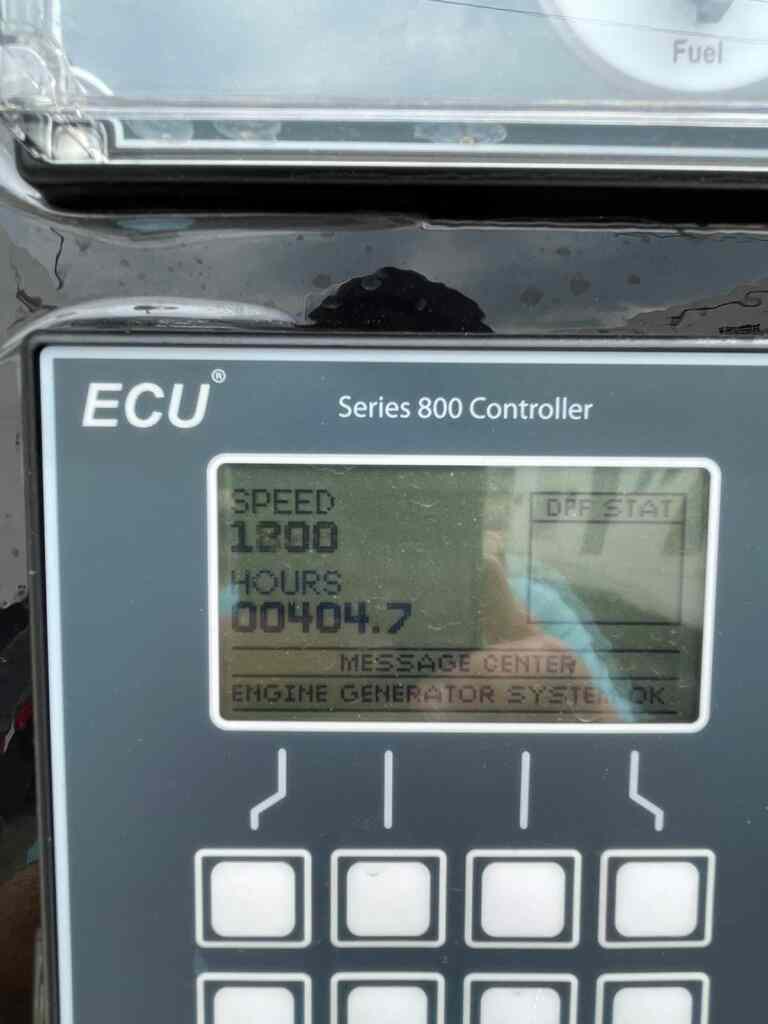 Fuel
ECU®
Series 800 Controller
SPEED
1800
HOURS
00404.7
DPF STAT
MESSAGE CENTER
ENGINE GENERATOR SYSTEM OK